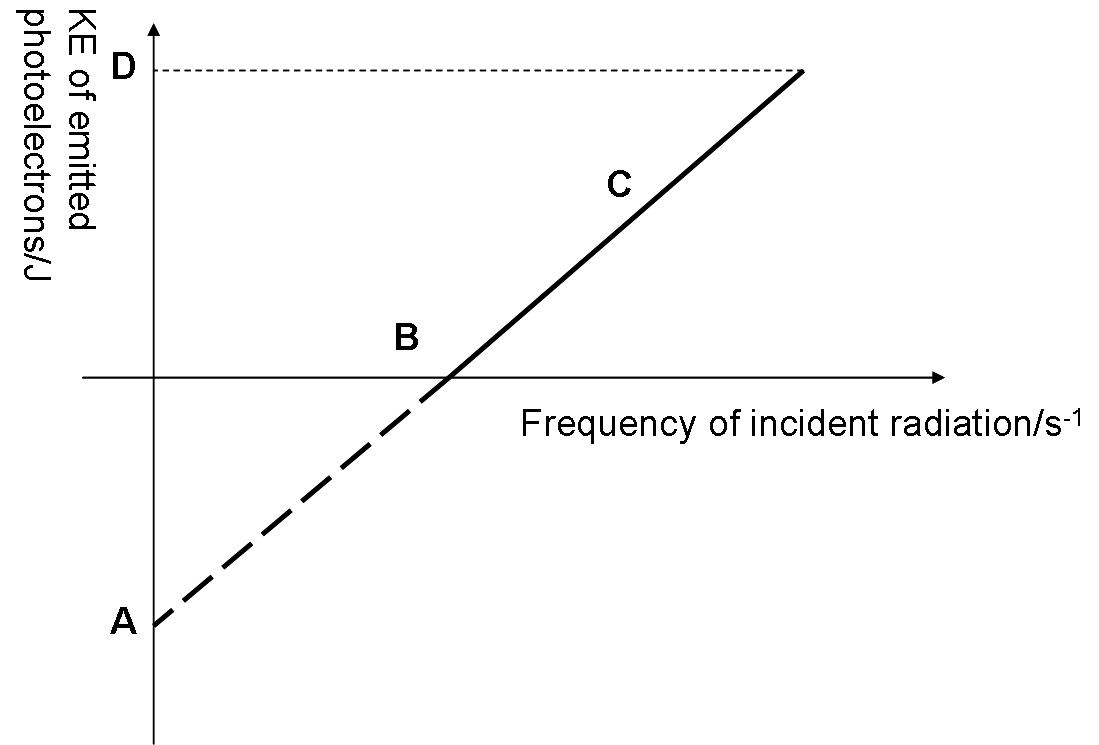 KE of emitted
photoelectrons/J
D
C
B
Frequency of incident radiation/s⁻¹
A